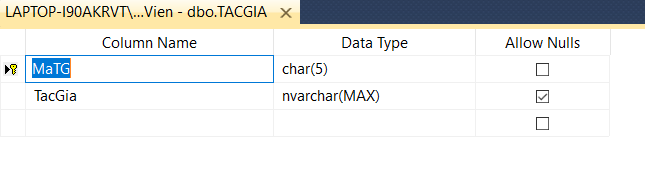 LAPTOP-I90AKRVT\...Vien - dbo.TACGIA
Column Name Data Type Allow Nulls
MaTG char(5)
TacGia nvarchar(MAX)